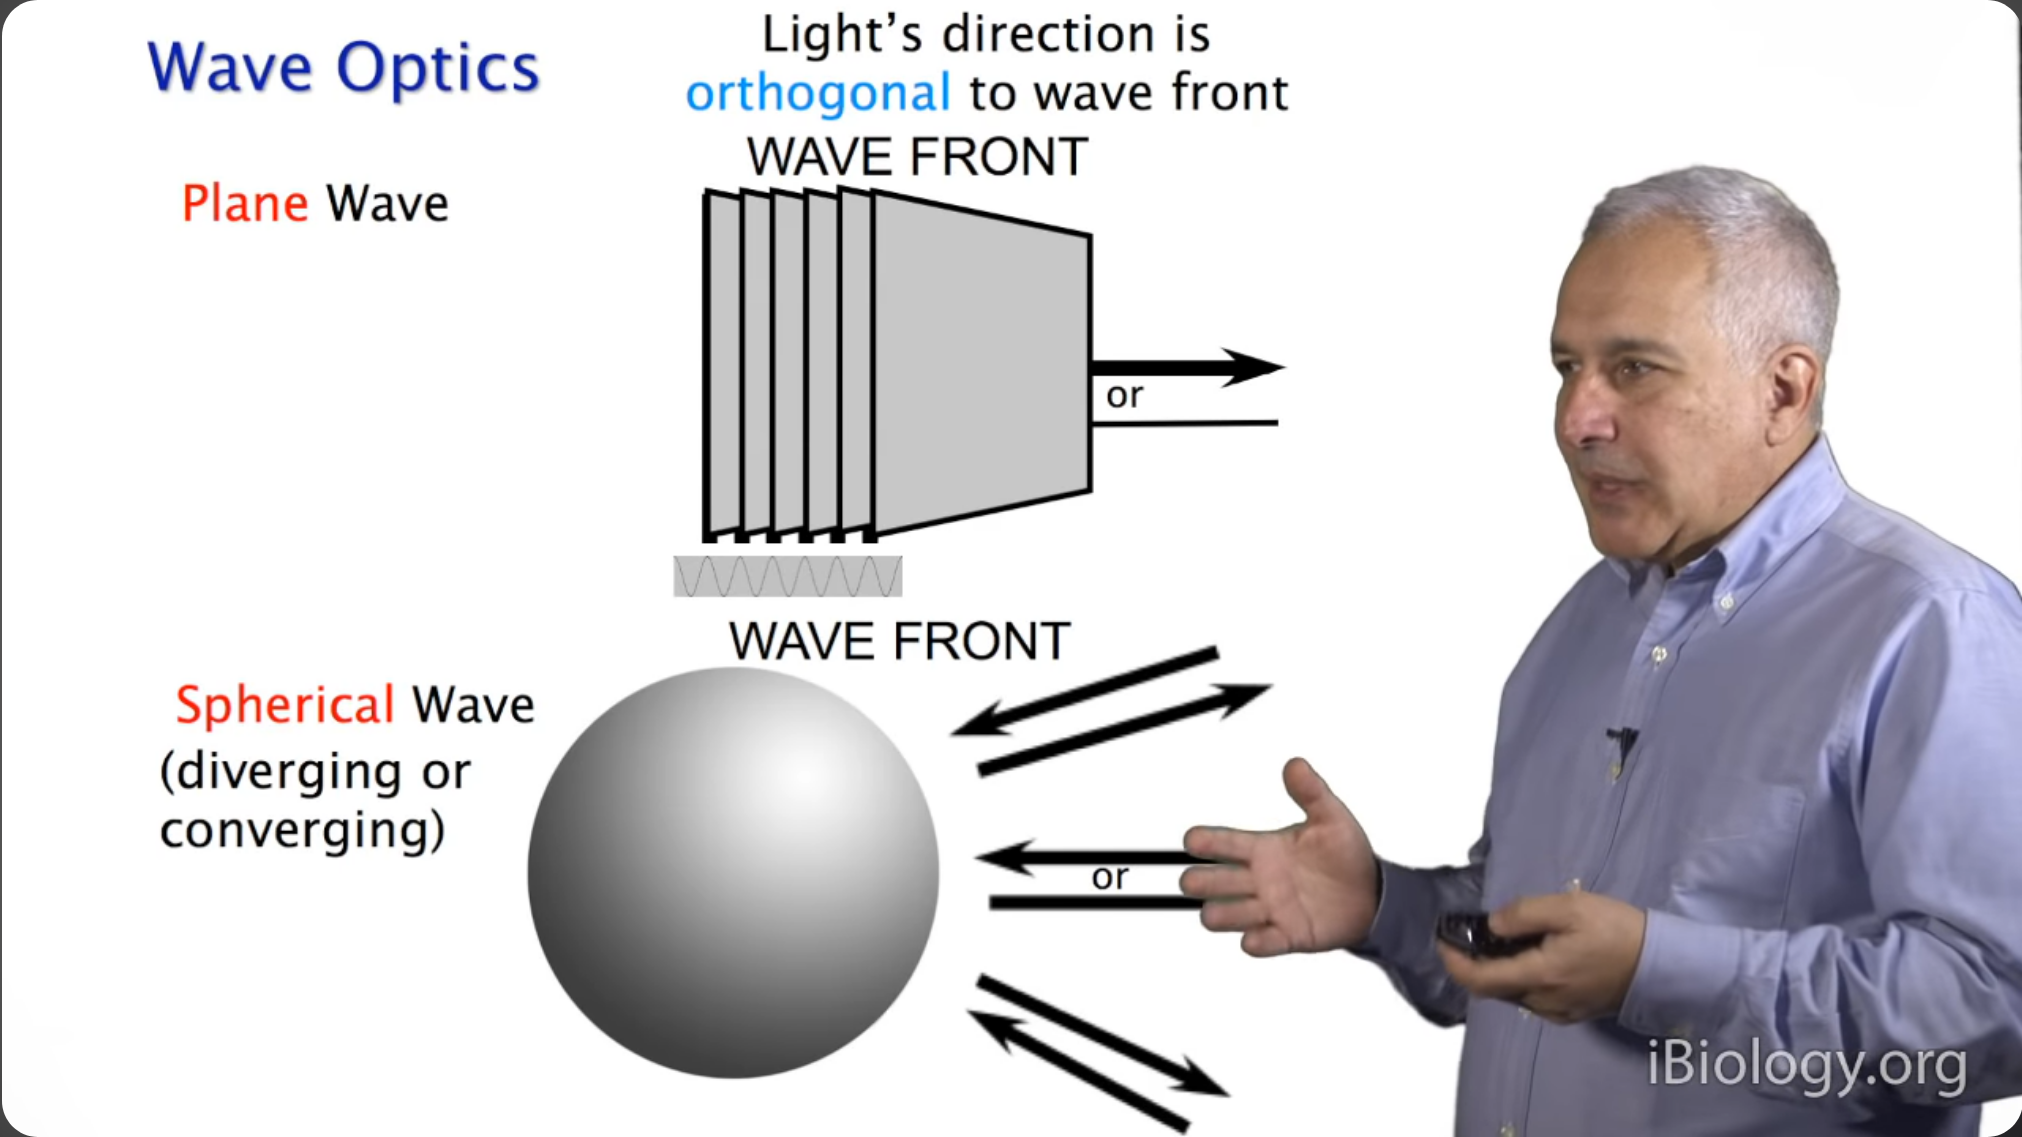 Wave Optics
Light’s direction is
orthogonal to wave front
WAVE FRONT
Plane Wave
or
WAVE FRONT
Spherical Wave
(diverging or
converging)
or
iBiology.org